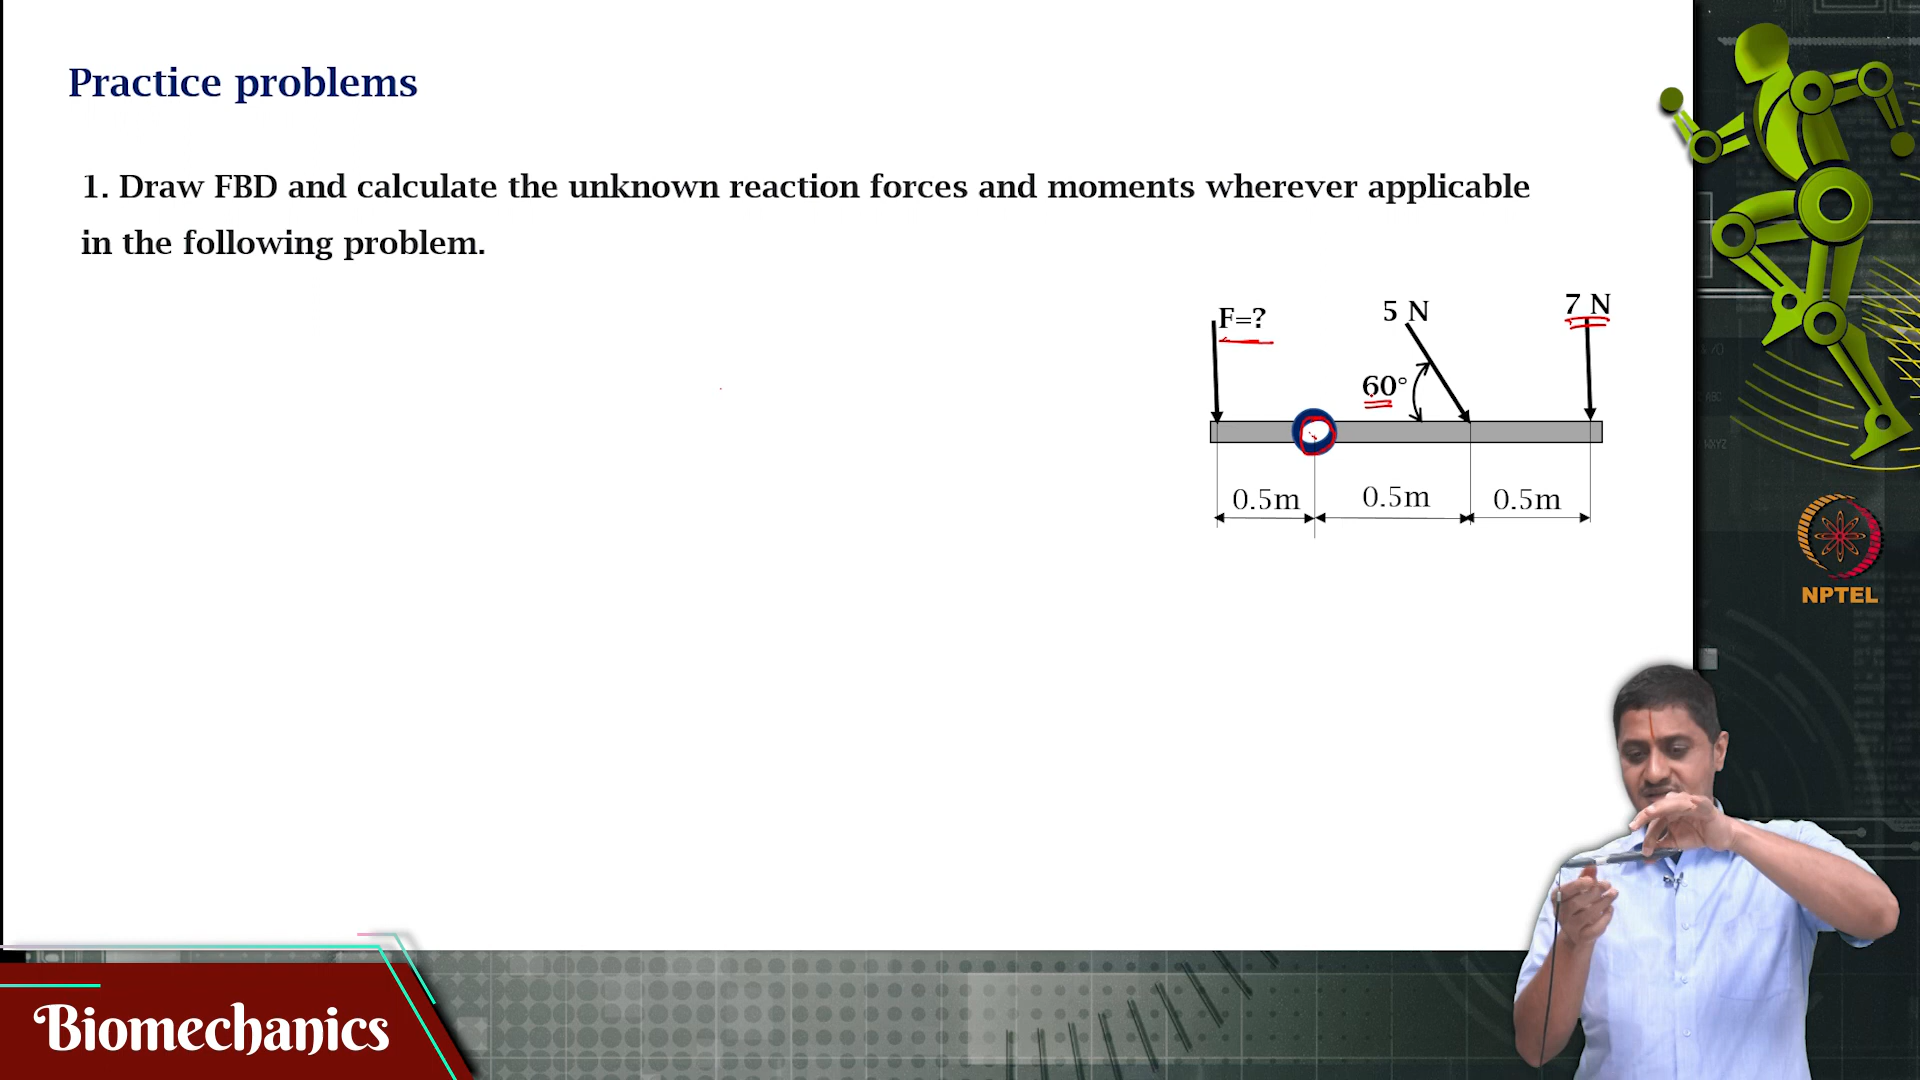 Practice problems
1. Draw FBD and calculate the unknown reaction forces and moments wherever applicable
in the following problem.
F=?
5 N
7 N
60°
0.5m
0.5m
0.5m
NPTEL
Biomechanics